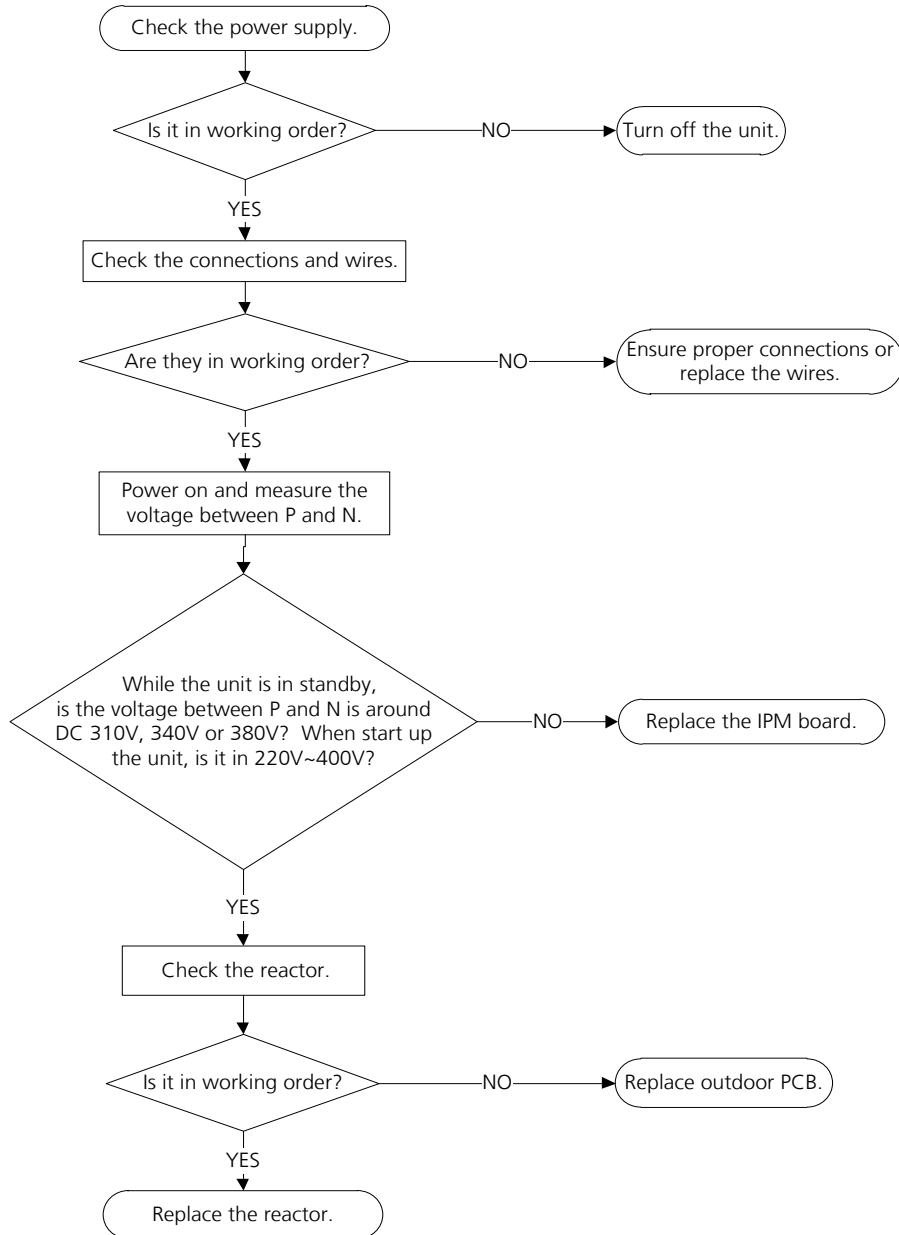 Check the power supply.
Is it in working order?
NO
Turn off the unit.
YES
Check the connections and wires.
Are they in working order?
NO
Ensure proper connections or
replace the wires.
YES
Power on and measure the
voltage between P and N.
While the unit is in standby,
is the voltage between P and N is around
DC 310V, 340V or 380V?  When start up
the unit, is it in 220V~400V?
NO
Replace the IPM board.
YES
Check the reactor.
Is it in working order?
NO
Replace outdoor PCB.
YES
Replace the reactor.